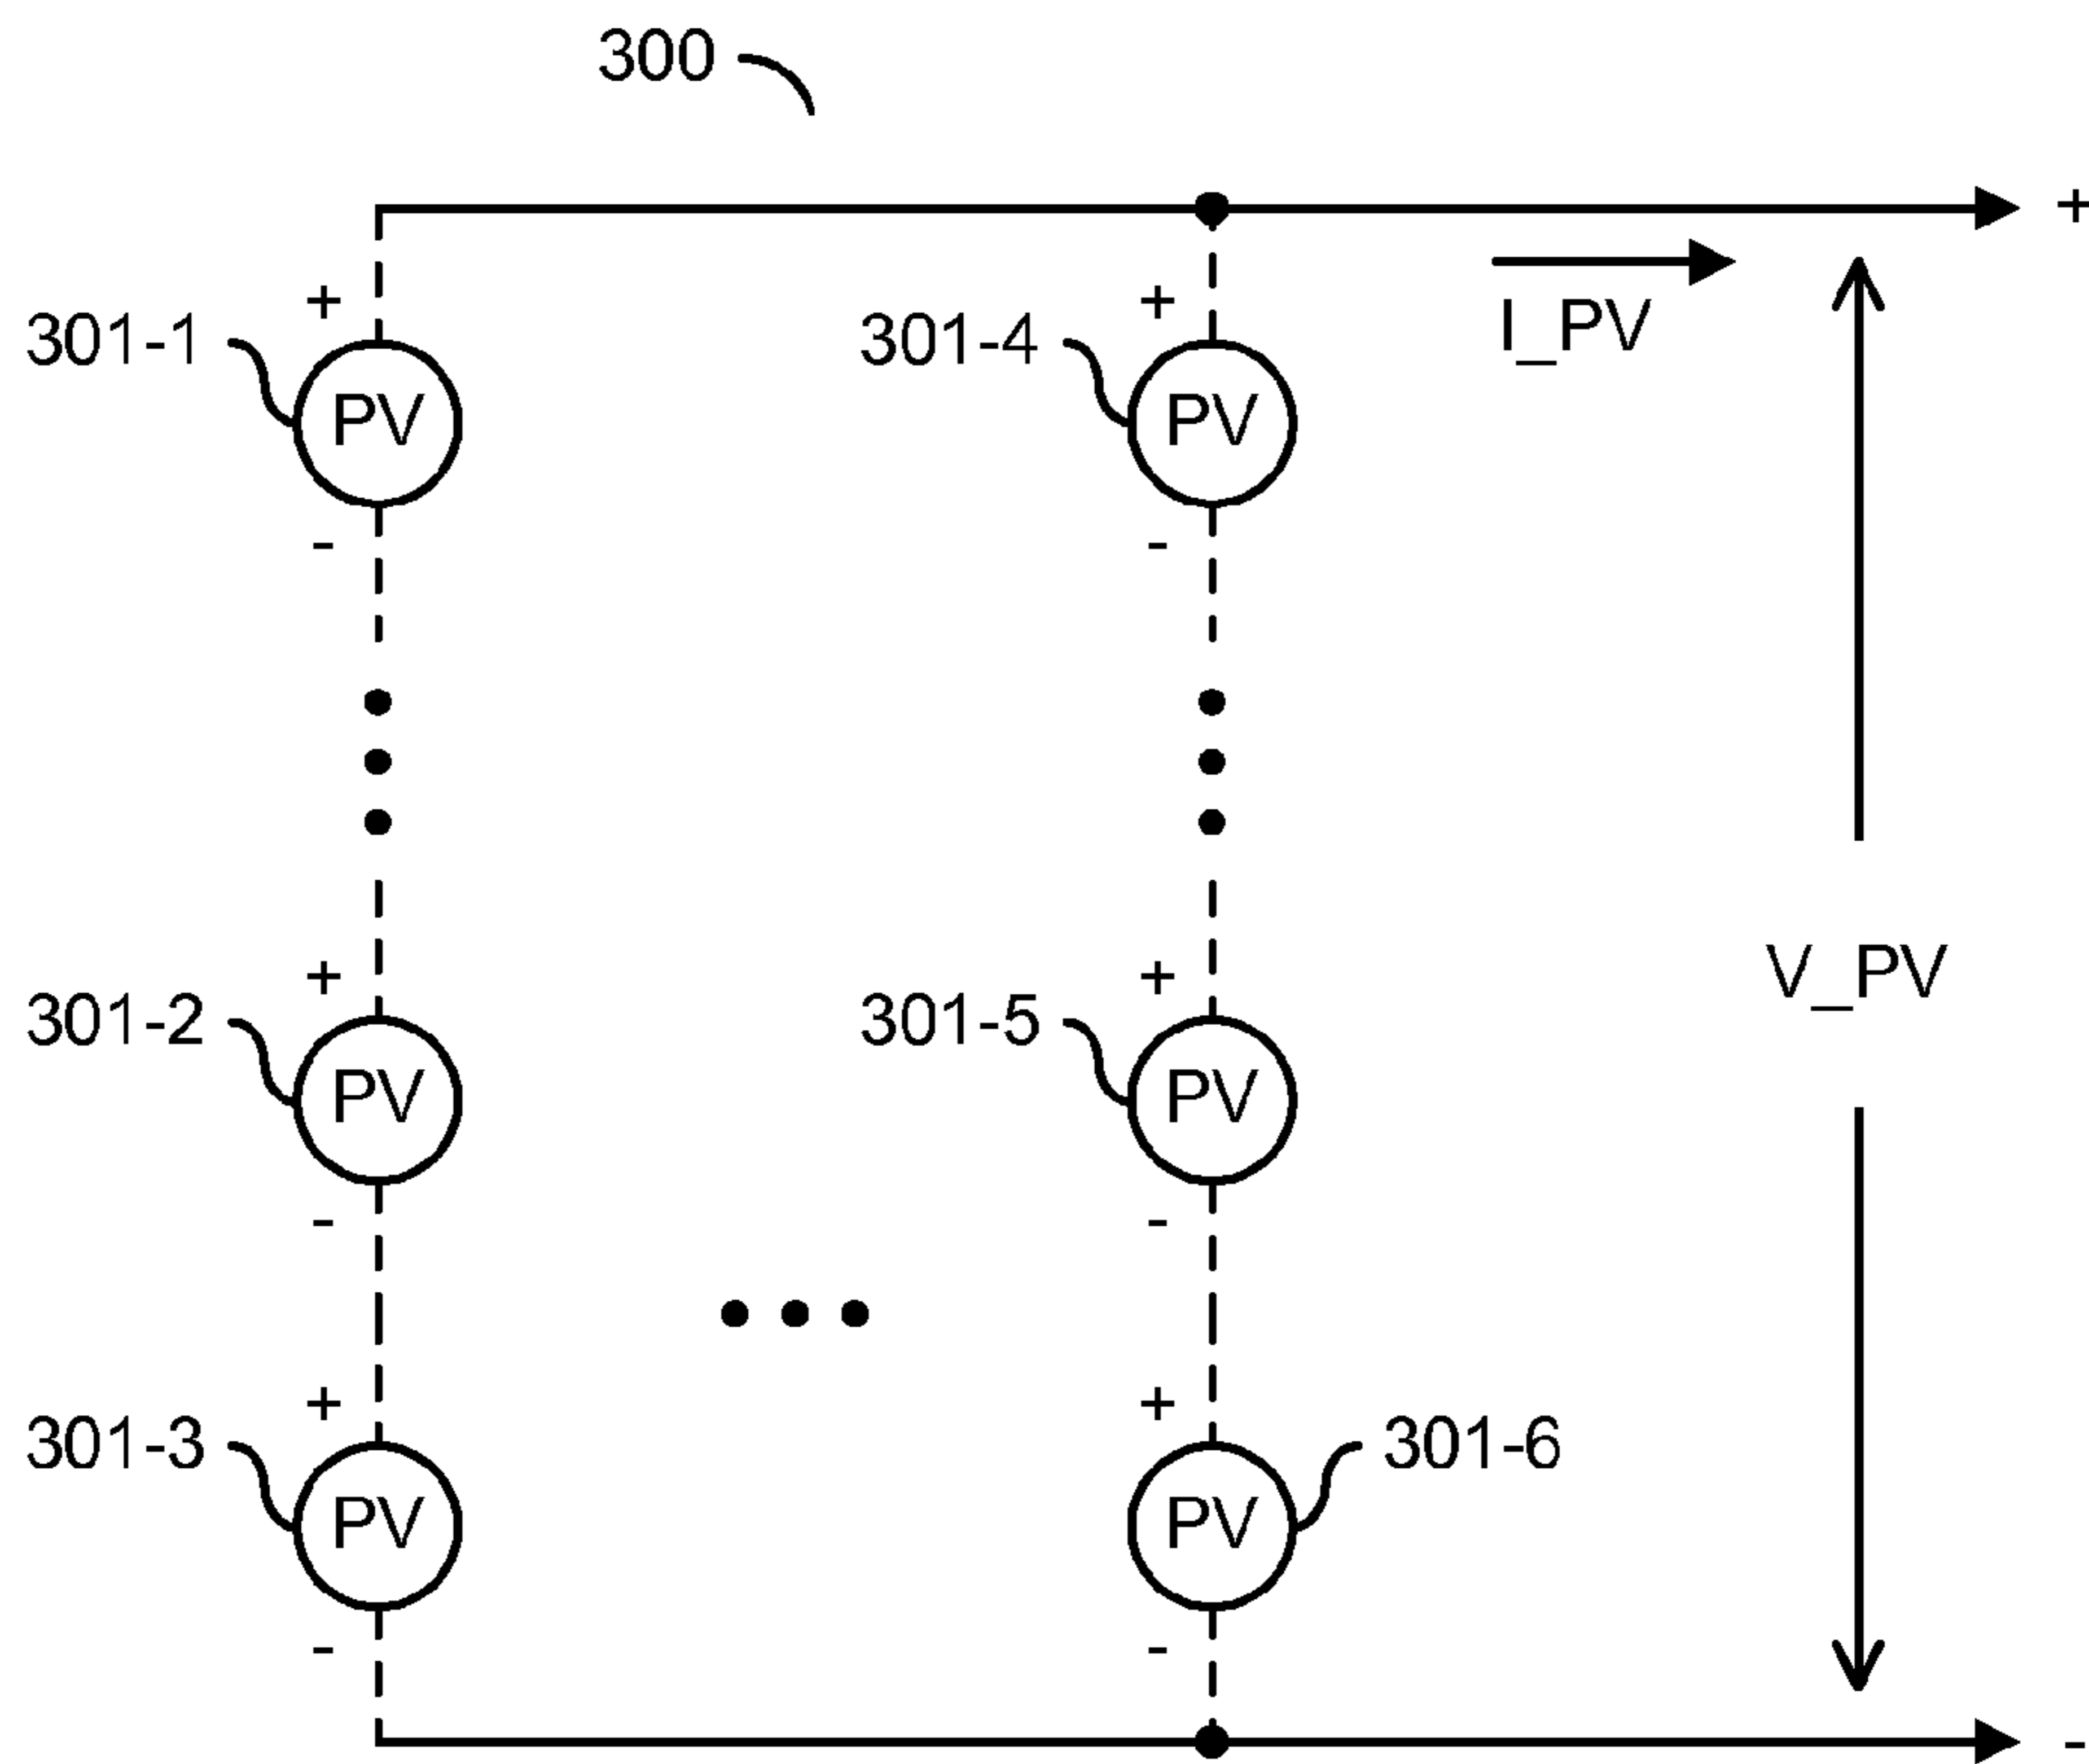 300
+
+
+
301-1
301-4
I_PV
PV
PV
-
-
+
+
V_PV
301-2
301-5
PV
PV
-
-
+
+
301-3
301-6
PV
PV
-
-
-